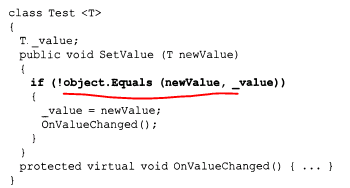 class Test <T>
{
  T _value;
  public void SetValue (T newValue)
  {
    if (!object.Equals (newValue, _value))
    {
      _value = newValue;
      OnValueChanged();
    }
  }
  protected virtual void OnValueChanged() { ... }
}